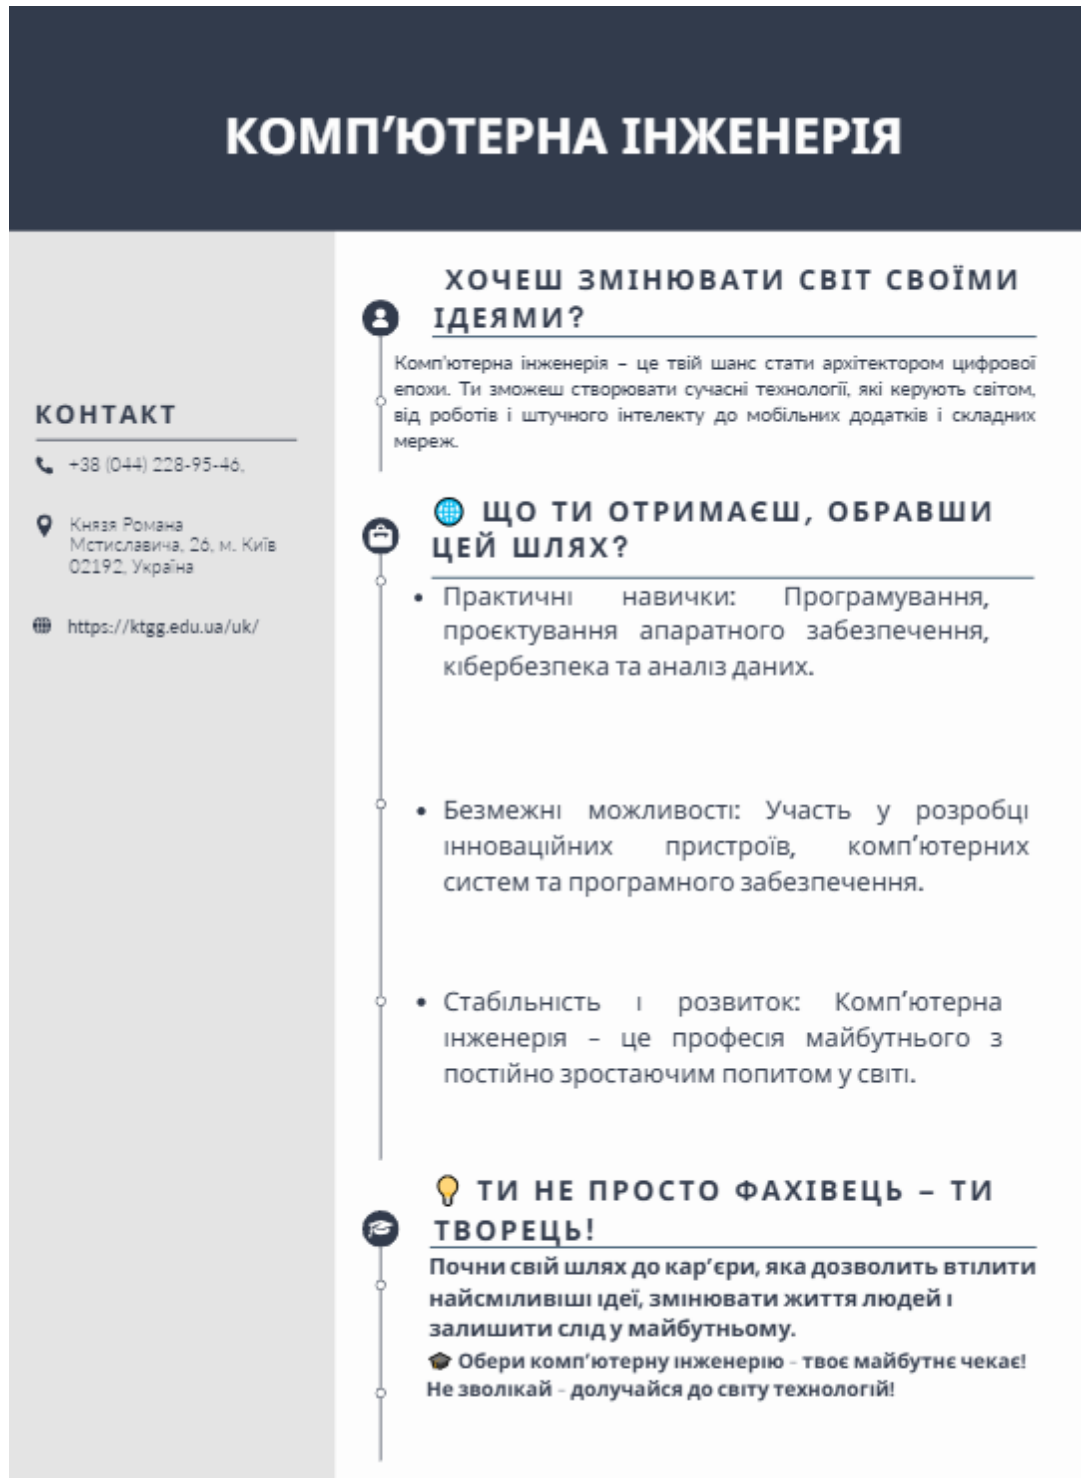 КОМП’ЮТЕРНА ІНЖЕНЕРІЯ
КОНТАКТ
+38 (044) 228-95-46,
Князя Романа
Мстиславича, 26, м. Київ
02192, Україна
https://ktgg.edu.ua/uk/
ХОЧЕШ ЗМІНЮВАТИ СВІТ СВОЇМИ
ІДЕЯМИ?
Комп'ютерна інженерія – це твій шанс стати архітектором цифрової
епохи. Ти зможеш створювати сучасні технології, які керують світом,
від роботів і штучного інтелекту до мобільних додатків і складних
мереж.
🌐 ЩО ТИ ОТРИМАЄШ, ОБРАВШИ
ЦЕЙ ШЛЯХ?
• Практичні навички: Програмування,
проєктування апаратного забезпечення,
кібербезпека та аналіз даних.
• Безмежні можливості: Участь у розробці
інноваційних пристроїв, комп’ютерних
систем та програмного забезпечення.
• Стабільність і розвиток: Комп’ютерна
інженерія – це професія майбутнього з
постійно зростаючим попитом у світі.
💡 ТИ НЕ ПРОСТО ФАХІВЕЦЬ – ТИ
ТВОРЕЦЬ!
Почни свій шлях до кар’єри, яка дозволить втілити
найсміливіші ідеї, змінювати життя людей і
залишити слід у майбутньому.
🎓 Обери комп’ютерну інженерію – твоє майбутнє чекає!
Не зволікай – долучайся до світу технологій!